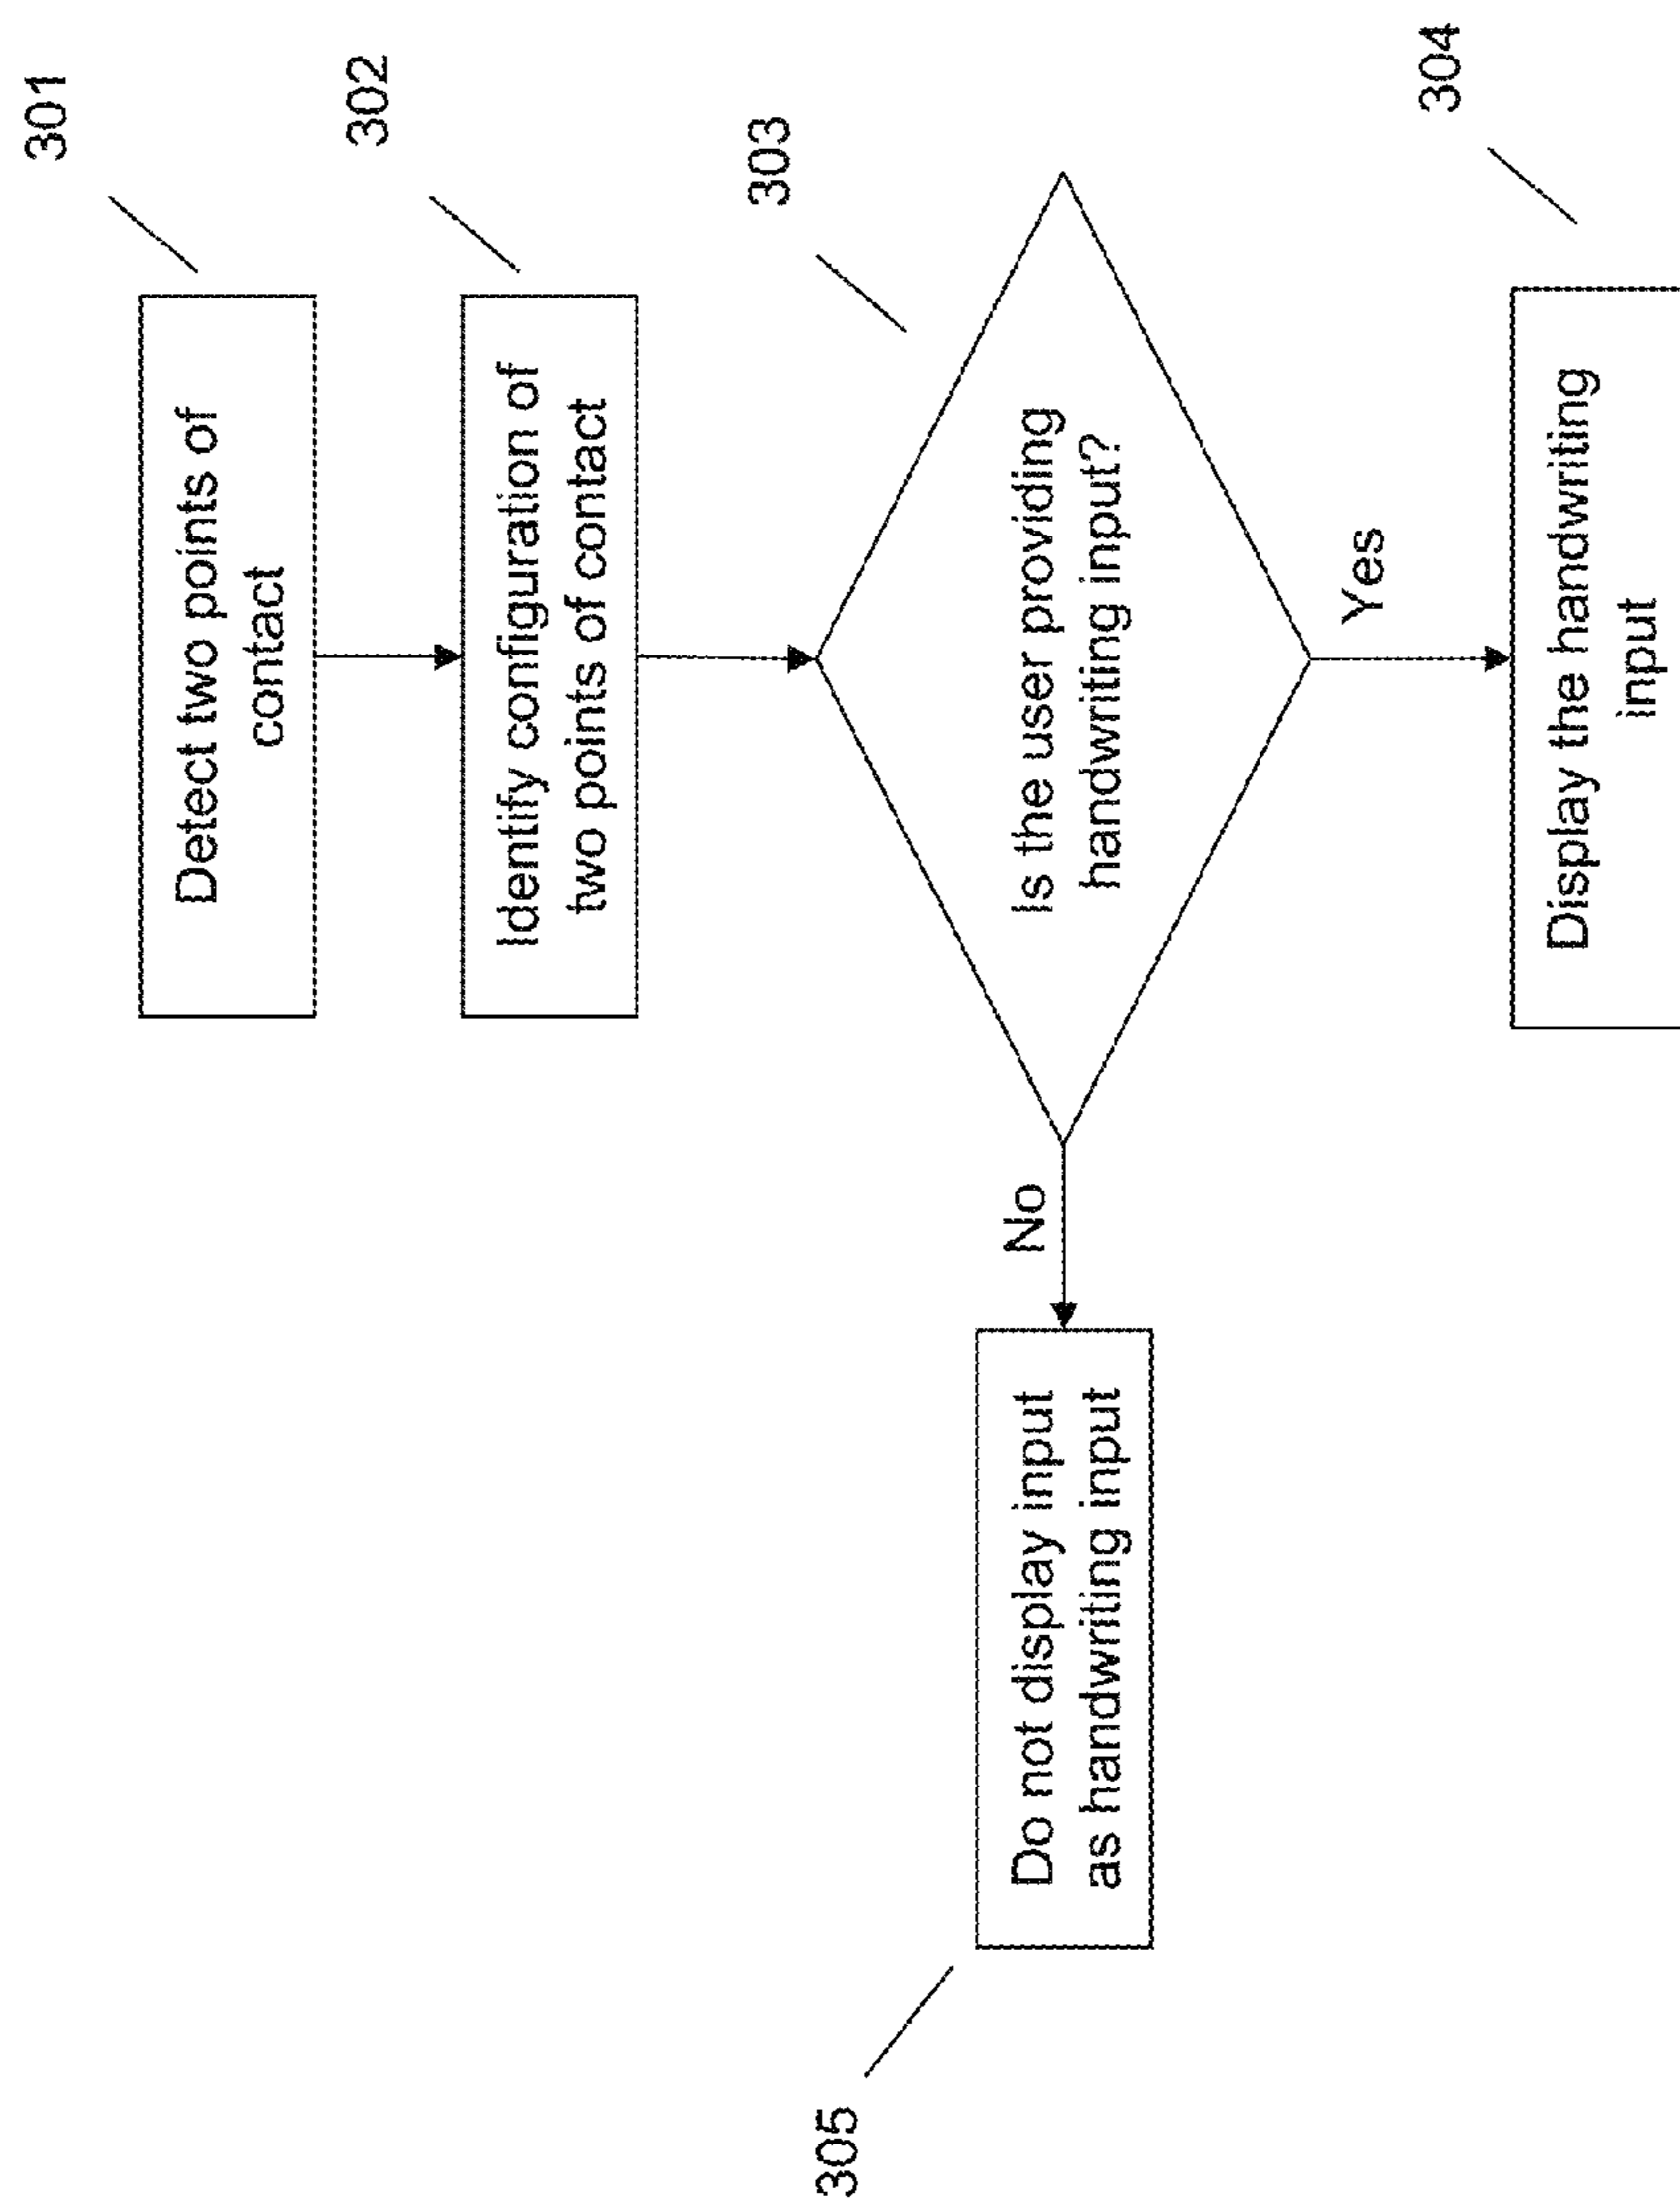 301
Detect two points of
contact
302
Identify configuration of
two points of contact
303
Is the user providing
handwriting input?
No
305
Do not display input
as handwriting input
Yes
304
Display the handwriting
input